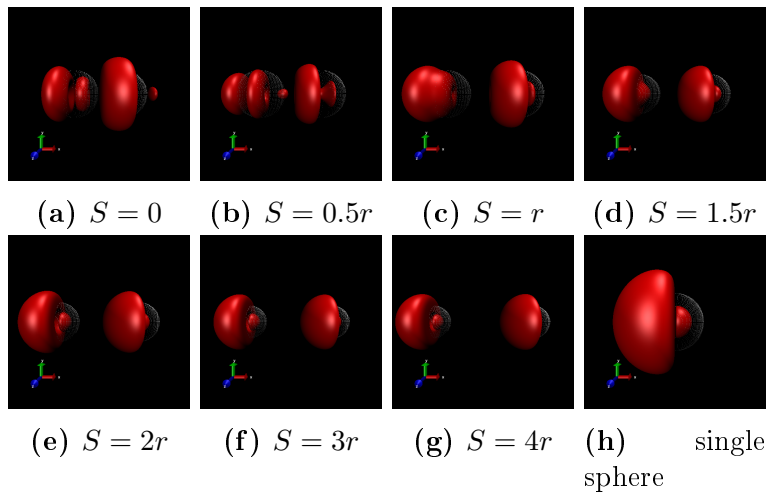 (a) S = 0 (b) S = 0.5r (c) S = r (d) S = 1.5r
(e) S = 2r (f) S = 3r (g) S = 4r (h) single
sphere